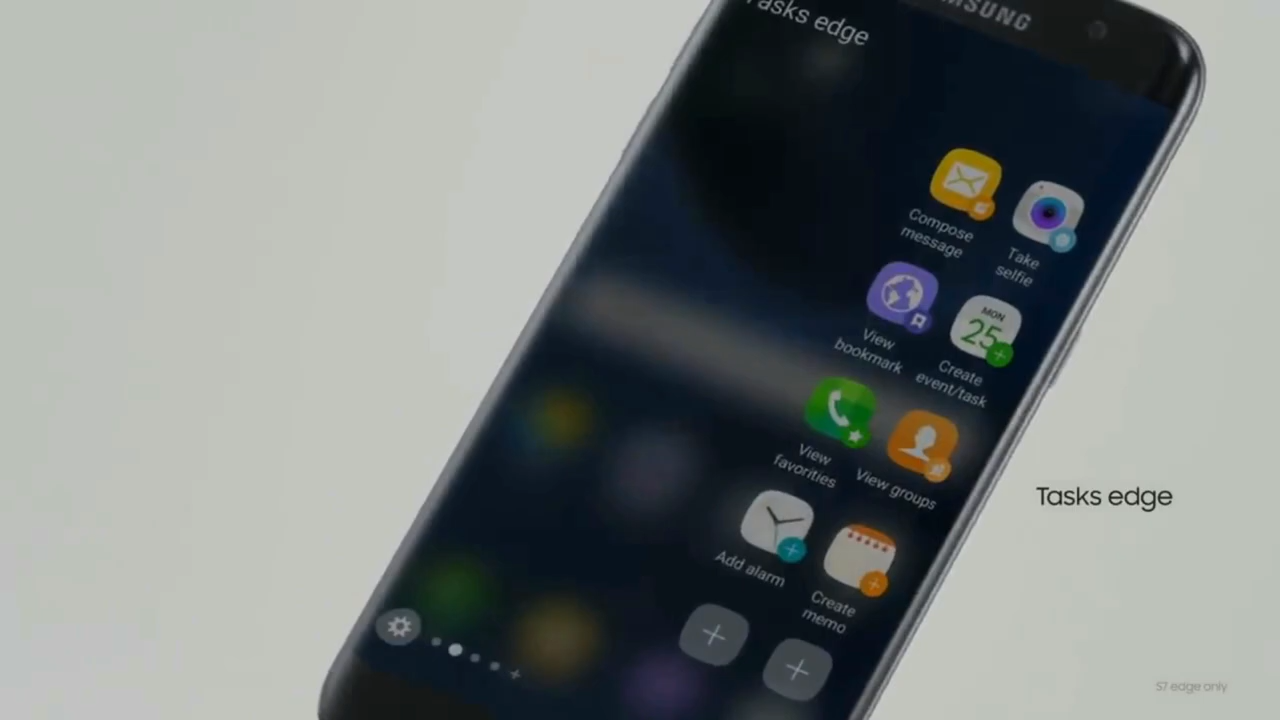 Tasks edge
SAMSUNG
Compose
message
Take
selfie
View
bookmark
MON
25
Create
event/task
View
favorites
View groups
Add alarm
Create
memo
Tasks edge
S7 edge only